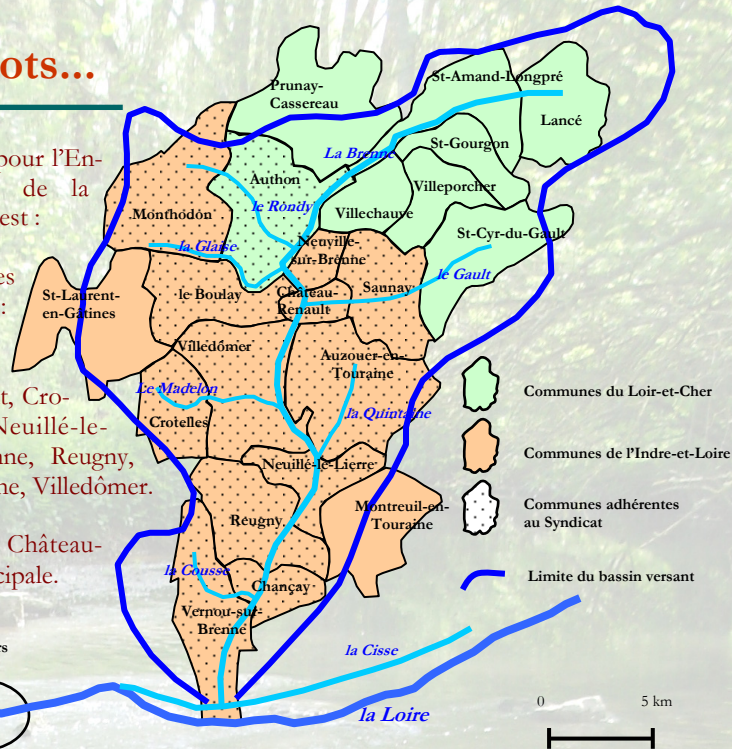 ots...
pour l'En-
de la
est :
es
:
t, Cro-
Neuillé-le-
nne, Reugny,
ne, Villedômer.
Château-
cipale.
rs
Prunay-
Cassereau
St-Amand-Longpré
Lancé
La Brenne
St-Gourgon
Authon
Villeporcher
le Rondy
Villechauve
Monthodon
St-Cyr-du-Gault
la Glaise
Neuville-
sur-Brenne
le Gault
St-Laurent-
en-Gâtines
le Boulay
Château-
Renault
Saunay
Villedômer
Auzouer-en-
Touraine
Le Madelon
la Quintaine
Crotelles
Neuillé-le-Lierre
Montreuil-en-
Touraine
Reugny
la Cousse
Chançay
Vernou-sur-
Brenne
la Cisse
la Loire
Communes du Loir-et-Cher
Communes de l'Indre-et-Loire
Communes adhérentes
au Syndicat
Limite du bassin versant
0 5 km